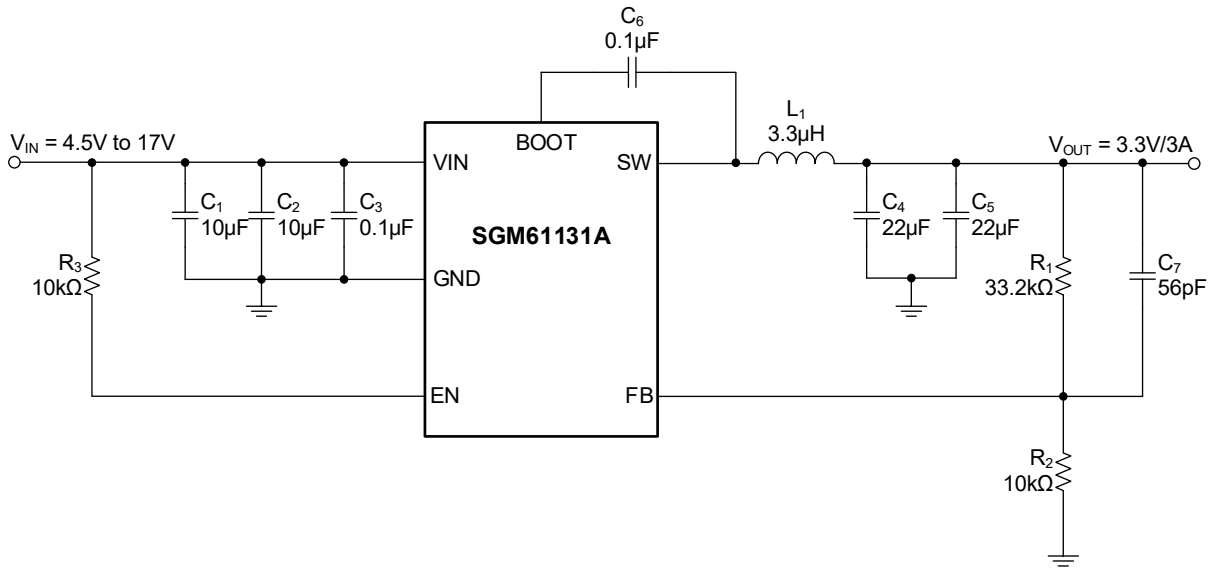 C₆
0.1µF
L₁
3.3µH
V_IN = 4.5V to 17V
V_OUT = 3.3V/3A
BOOT
VIN
SW
C₁
10µF
C₂
10µF
C₃
0.1µF
SGM61131A
C₄
22µF
C₅
22µF
R₃
10kΩ
GND
R₁
33.2kΩ
C₇
56pF
EN
FB
R₂
10kΩ